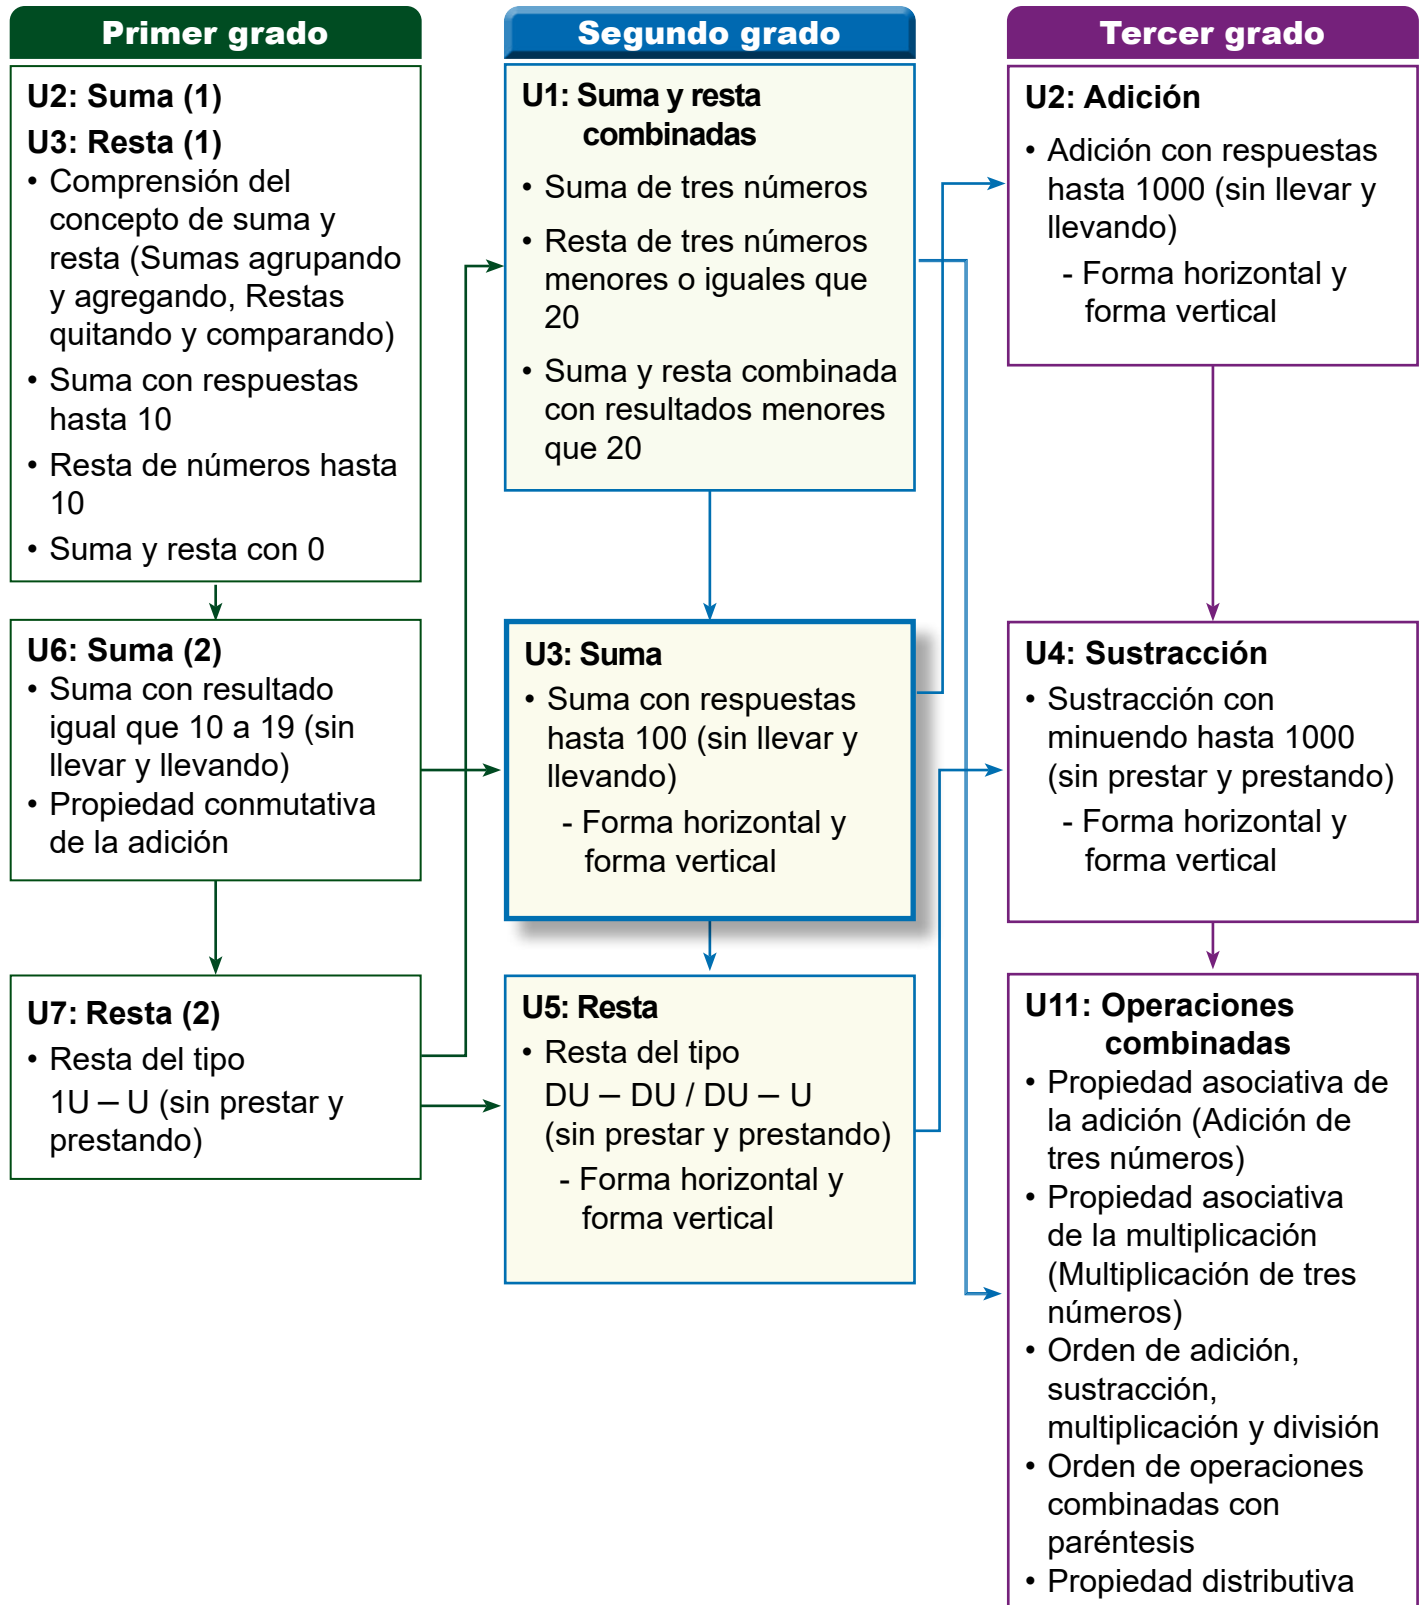 Primer grado
U2: Suma (1)
U3: Resta (1)
• Comprensión del
concepto de suma y
resta (Sumas agrupando
y agregando, Restas
quitando y comparando)
• Suma con respuestas
hasta 10
• Resta de números hasta
10
• Suma y resta con 0
U6: Suma (2)
• Suma con resultado
igual que 10 a 19 (sin
llevar y llevando)
• Propiedad conmutativa
de la adición
U7: Resta (2)
• Resta del tipo
1U – U (sin prestar y
prestando)
Segundo grado
U1: Suma y resta
combinadas
• Suma de tres números
• Resta de tres números
menores o iguales que
20
• Suma y resta combinada
con resultados menores
que 20
U3: Suma
• Suma con respuestas
hasta 100 (sin llevar y
llevando)
- Forma horizontal y
forma vertical
U5: Resta
• Resta del tipo
DU – DU / DU – U
(sin prestar y prestando)
- Forma horizontal y
forma vertical
Tercer grado
U2: Adición
• Adición con respuestas
hasta 1000 (sin llevar y
llevando)
- Forma horizontal y
forma vertical
U4: Sustracción
• Sustracción con
minuendo hasta 1000
(sin prestar y prestando)
- Forma horizontal y
forma vertical
U11: Operaciones
combinadas
• Propiedad asociativa de
la adición (Adición de
tres números)
• Propiedad asociativa
de la multiplicación
(Multiplicación de tres
números)
• Orden de adición,
sustracción,
multiplicación y división
• Orden de operaciones
combinadas con
paréntesis
• Propiedad distributiva